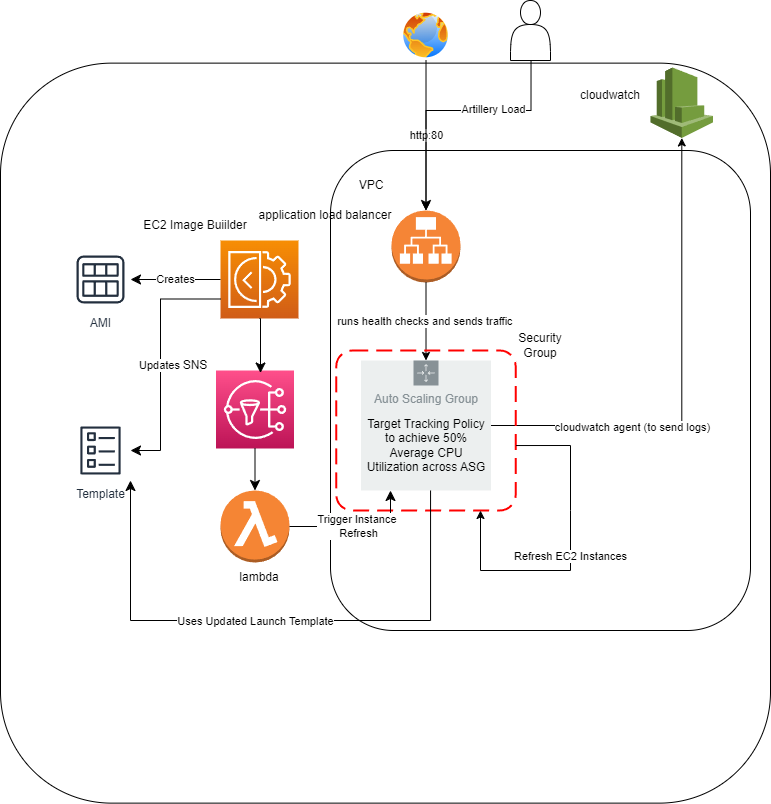 cloudwatch
Artillery Load
http:80
VPC
application load balancer
EC2 Image Buiilder
Creates
AMI
runs health checks and sends traffic
Security
Group
Updates SNS
Auto Scaling Group
Target Tracking Policy
to achieve 50%
Average CPU
Utilization across ASG
cloudwatch agent (to send logs)
Template
Trigger Instance
Refresh
Refresh EC2 Instances
lambda
Uses Updated Launch Template